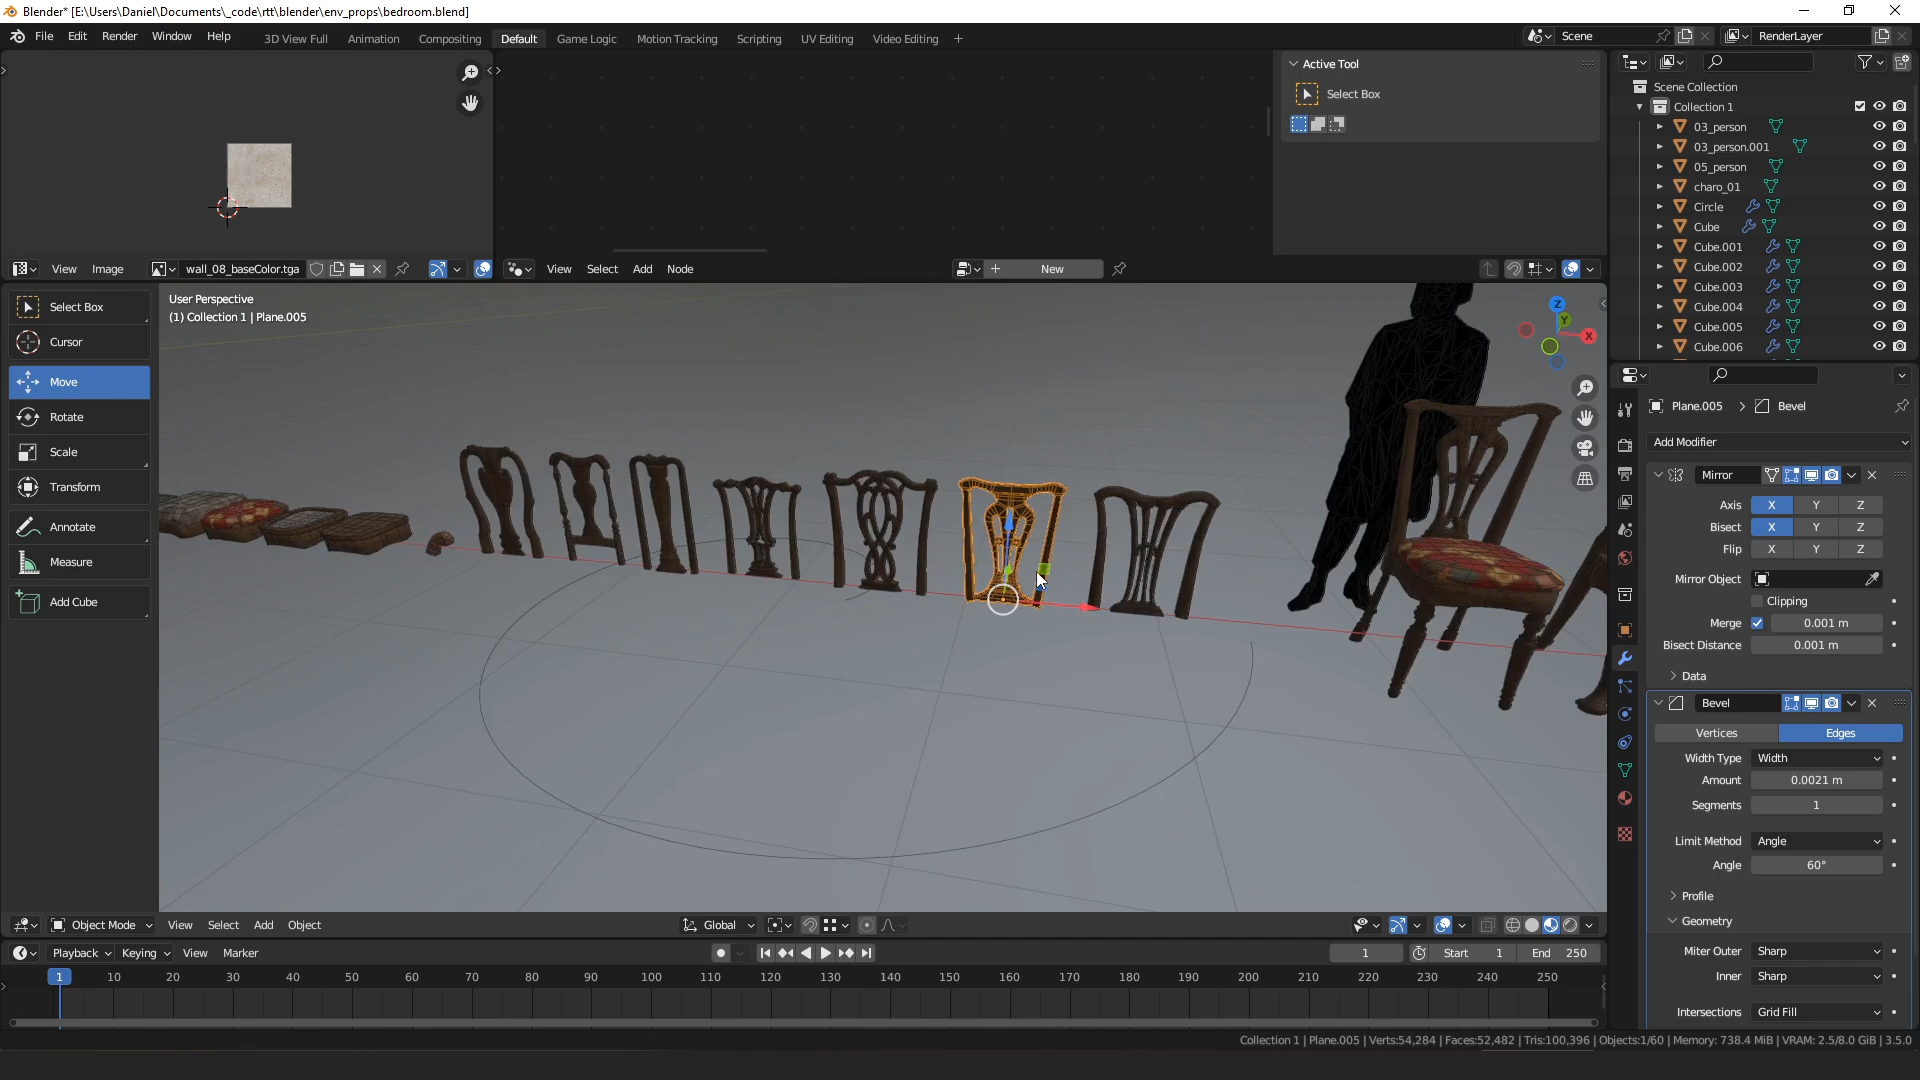 Blender* [E:\Users\Daniel\Documents\_code\rtt\blender\env_props\bedroom.blend]
File Edit Render Window Help
3D View Full Animation Compositing Default Game Logic Motion Tracking Scripting UV Editing Video Editing +
Scene
RenderLayer
Active Tool
Select Box
Scene Collection
Collection 1
03_person
03_person.001
05_person
charo_01
Circle
Cube
Cube.001
Cube.002
Cube.003
Cube.004
Cube.005
Cube.006
View Image wall_08_baseColor.tga
View Select Add Node New
Select Box
Cursor
Move
Rotate
Scale
Transform
Annotate
Measure
Add Cube
User Perspective
(1) Collection 1 | Plane.005
Z
Y
X
Plane.005 > Bevel
Add Modifier
Mirror
Axis X Y Z
Bisect X Y Z
Flip X Y Z
Mirror Object
Clipping
Merge 0.001 m
Bisect Distance 0.001 m
Data
Bevel
Vertices Edges
Width Type Width
Amount 0.0021 m
Segments 1
Limit Method Angle
Angle 60°
Profile
Geometry
Miter Outer Sharp
Inner Sharp
Intersections Grid Fill
Object Mode View Select Add Object Global
Playback Keying View Marker 1 Start 1 End 250
1 10 20 30 40 50 60 70 80 90 100 110 120 130 140 150 160 170 180 190 200 210 220 230 240 250
Collection 1 | Plane.005 | Verts:54,284 | Faces:52,482 | Tris:100,396 | Objects:1/60 | Memory: 738.4 MiB | VRAM: 2.5/8.0 GiB | 3.5.0